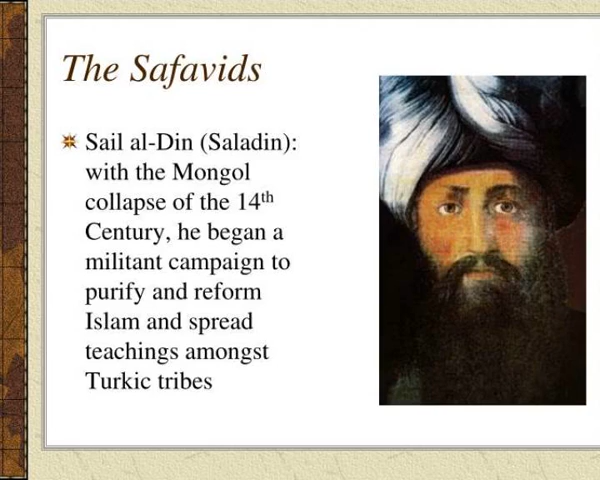 The Safavids
Sail al-Din (Saladin):
with the Mongol
collapse of the 14th
Century, he began a
militant campaign to
purify and reform
Islam and spread
teachings amongst
Turkic tribes